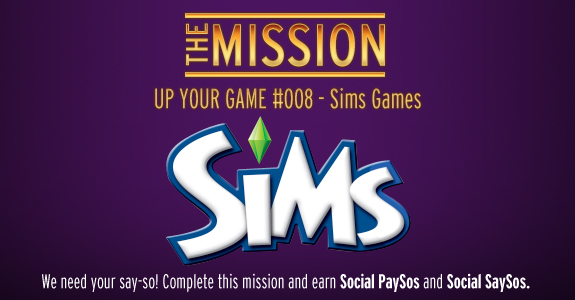 THE MISSION
UP YOUR GAME #008 - Sims Games
SiMS
We need your say-so! Complete this mission and earn Social PaySos and Social SaySos.